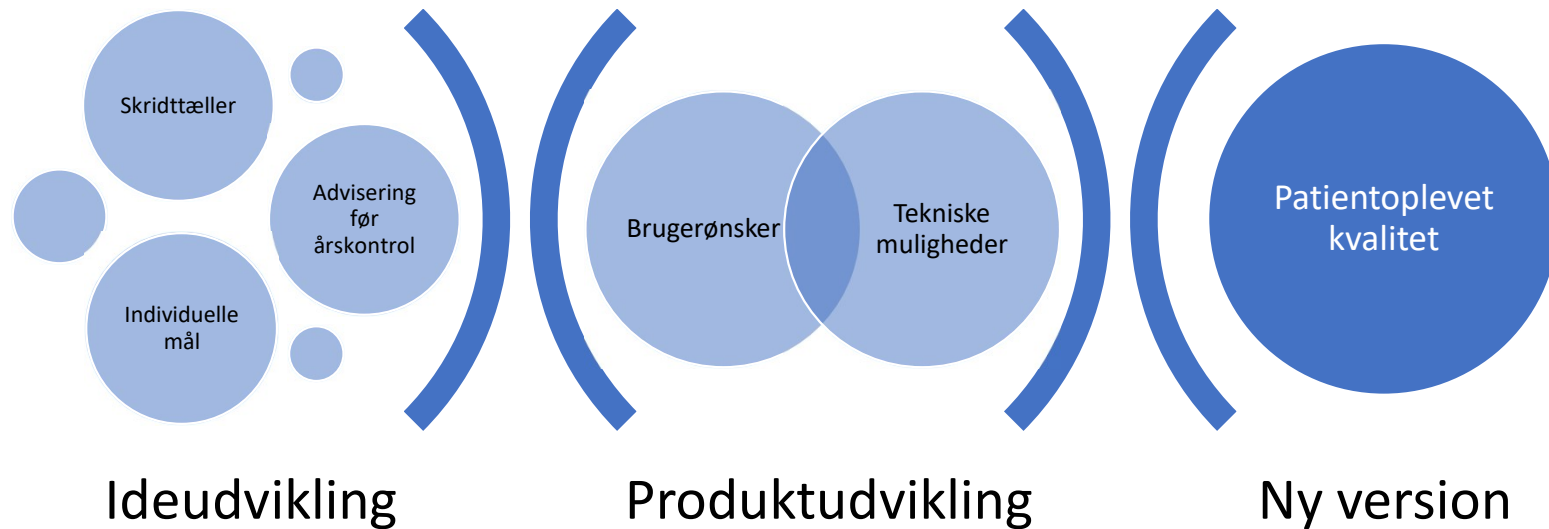 Skridttæller
Advisering
før
årskontrol
Individuelle
mål
Brugerønsker
Tekniske
muligheder
Patientoplevet
kvalitet
Ideudvikling
Produktudvikling
Ny version